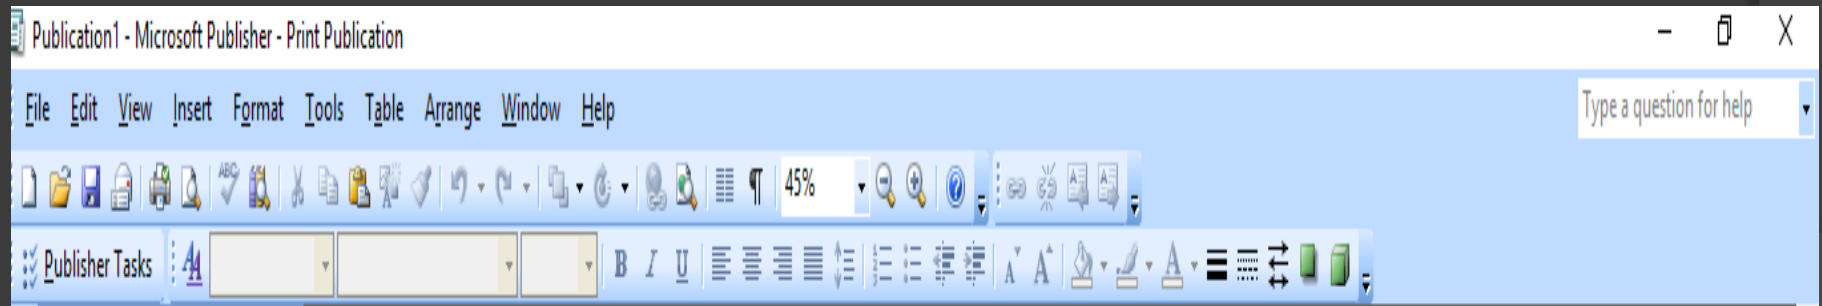 Publication1 - Microsoft Publisher - Print Publication
File Edit View Insert Format Tools Table Arrange Window Help Type a question for help
ABC 45%
Publisher Tasks A B I U A A A